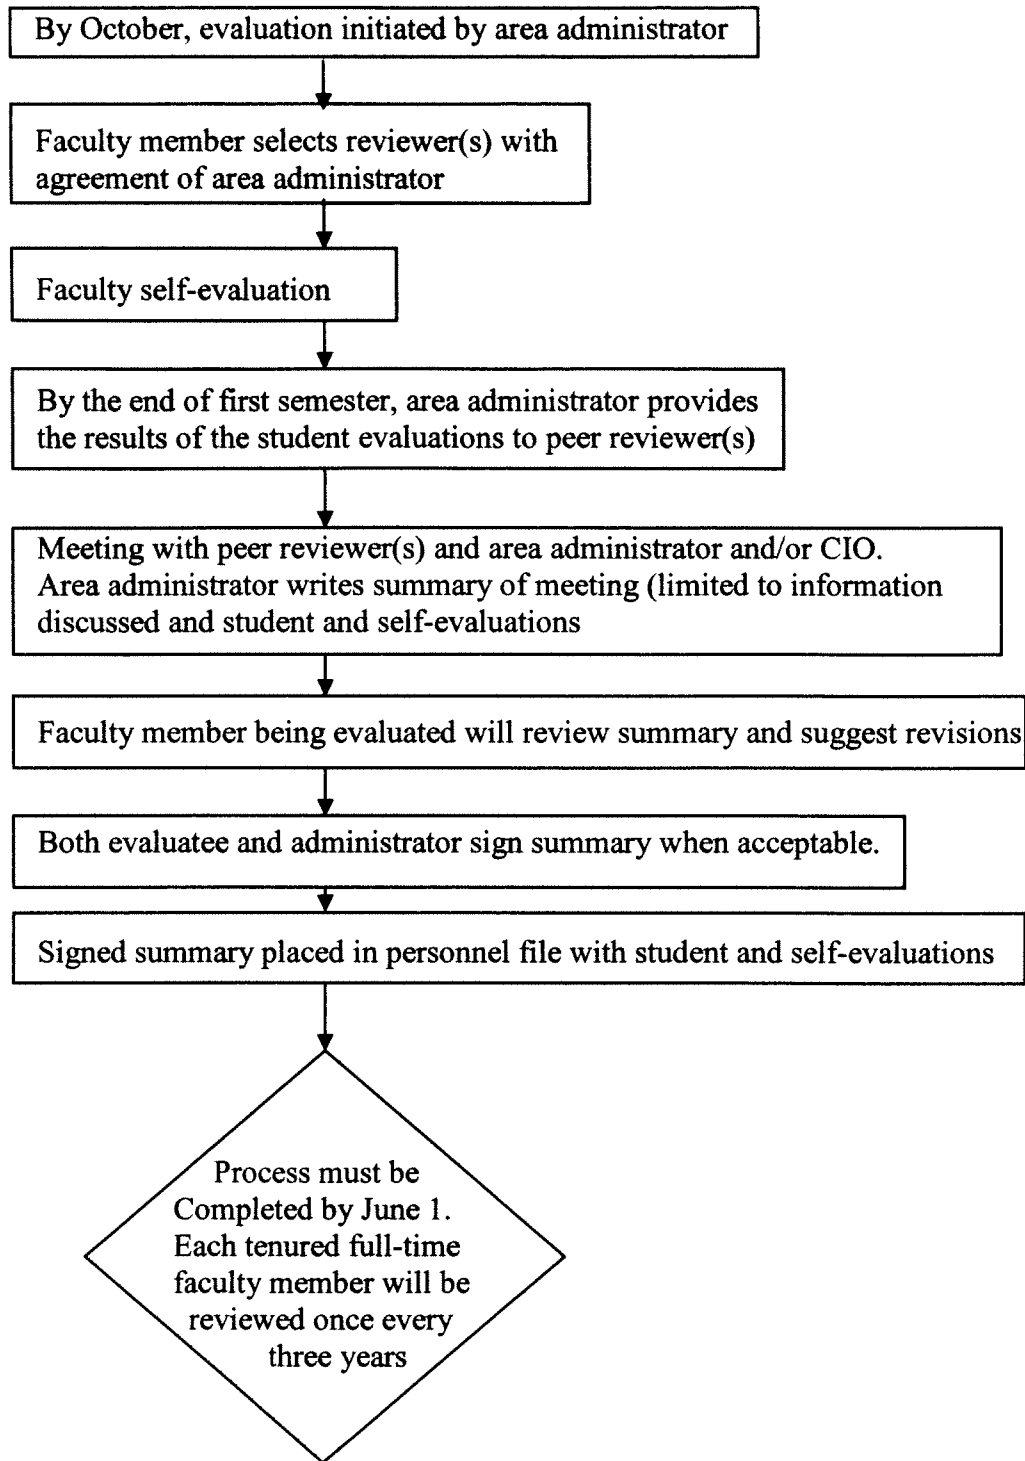 By October, evaluation initiated by area administrator
Faculty member selects reviewer(s) with
agreement of area administrator
Faculty self-evaluation
By the end of first semester, area administrator provides
the results of the student evaluations to peer reviewer(s)
Meeting with peer reviewer(s) and area administrator and/or CIO.
Area administrator writes summary of meeting (limited to information
discussed and student and self-evaluations
Faculty member being evaluated will review summary and suggest revisions
Both evaluatee and administrator sign summary when acceptable.
Signed summary placed in personnel file with student and self-evaluations
Process must be
Completed by June 1.
Each tenured full-time
faculty member will be
reviewed once every
three years